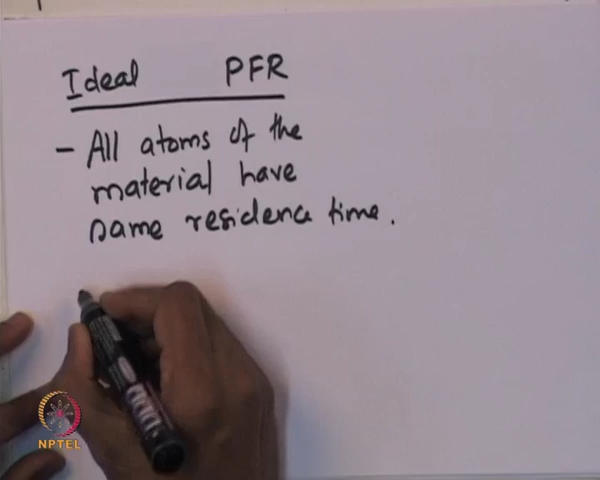 Ideal PFR
- All atoms of the
material have
same residence time.
NPTEL